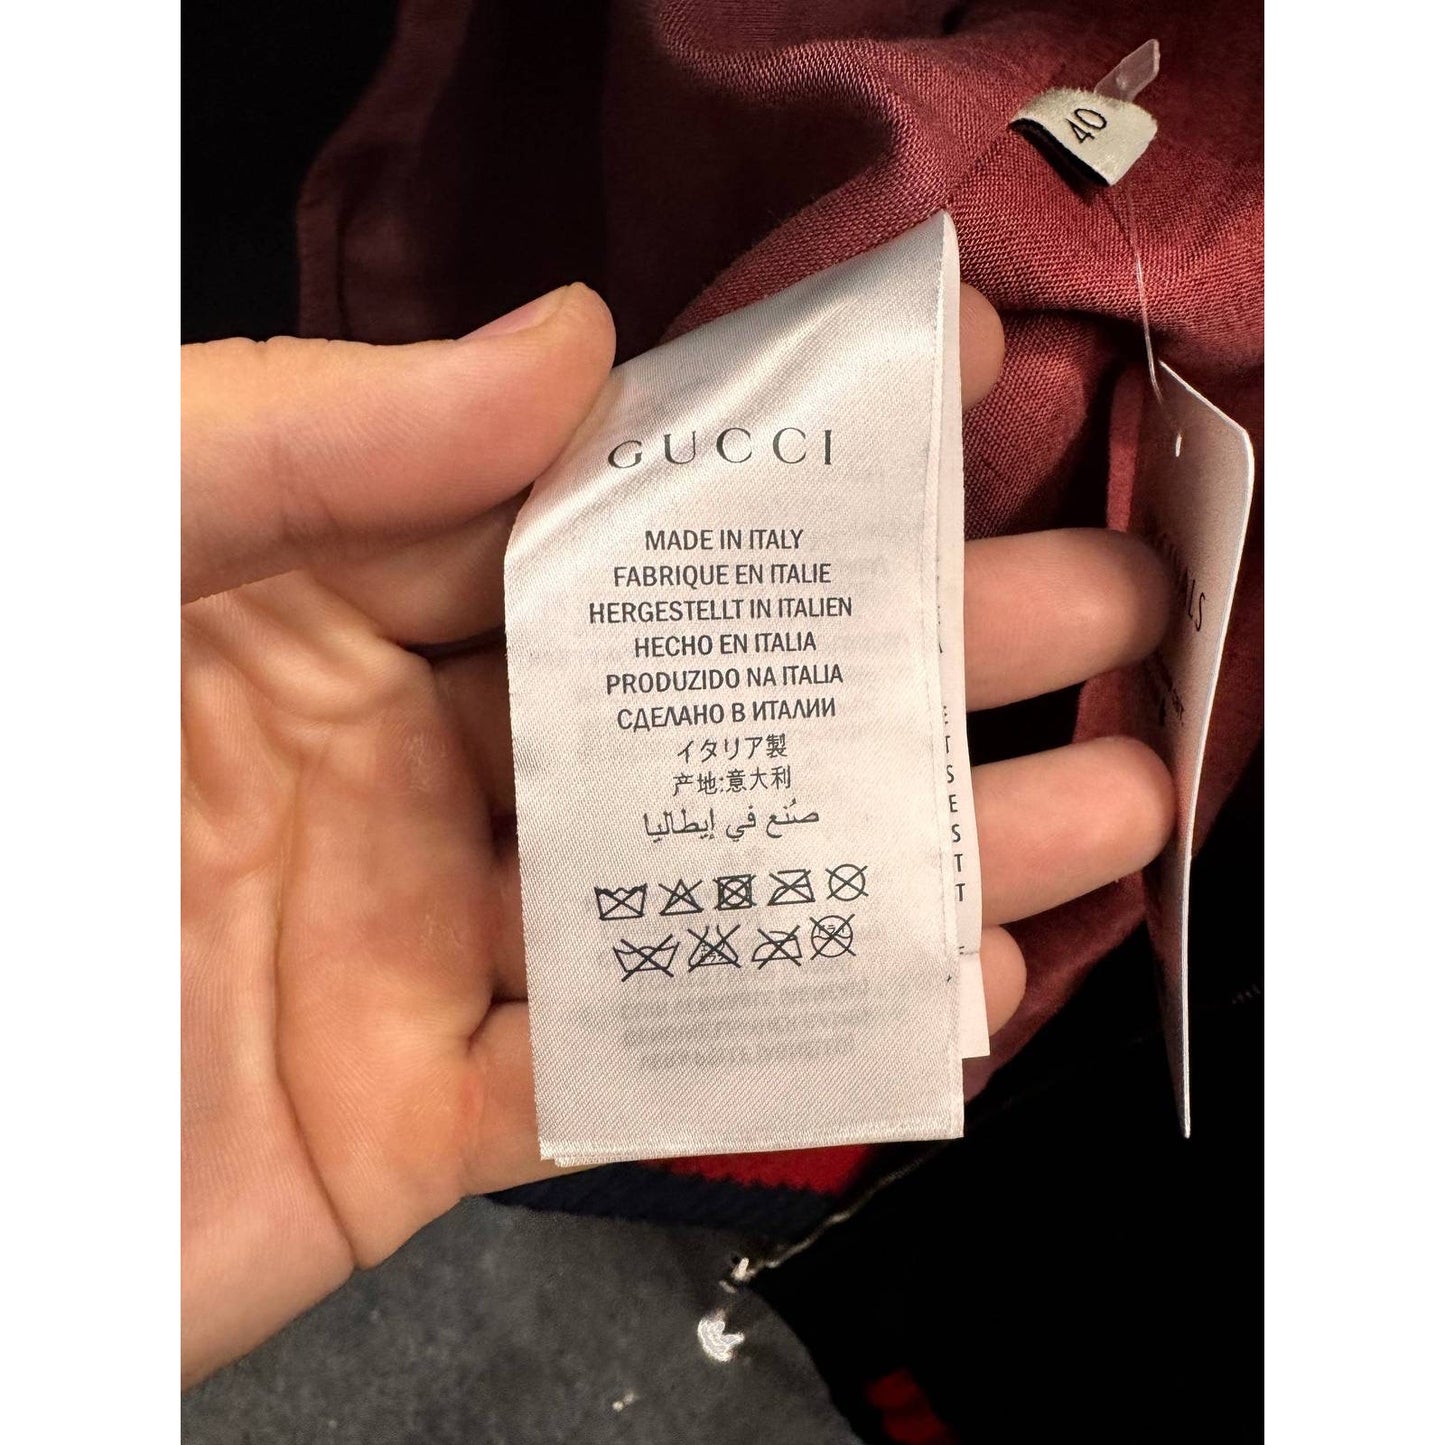 40
GUCCI
MADE IN ITALY
FABRIQUE EN ITALIE
HERGESTELLT IN ITALIEN
HECHO EN ITALIA
PRODUZIDO NA ITALIA
СДЕЛАНО В ИТАЛИИ
イタリア製
产地:意大利
صُنع في إيطاليا